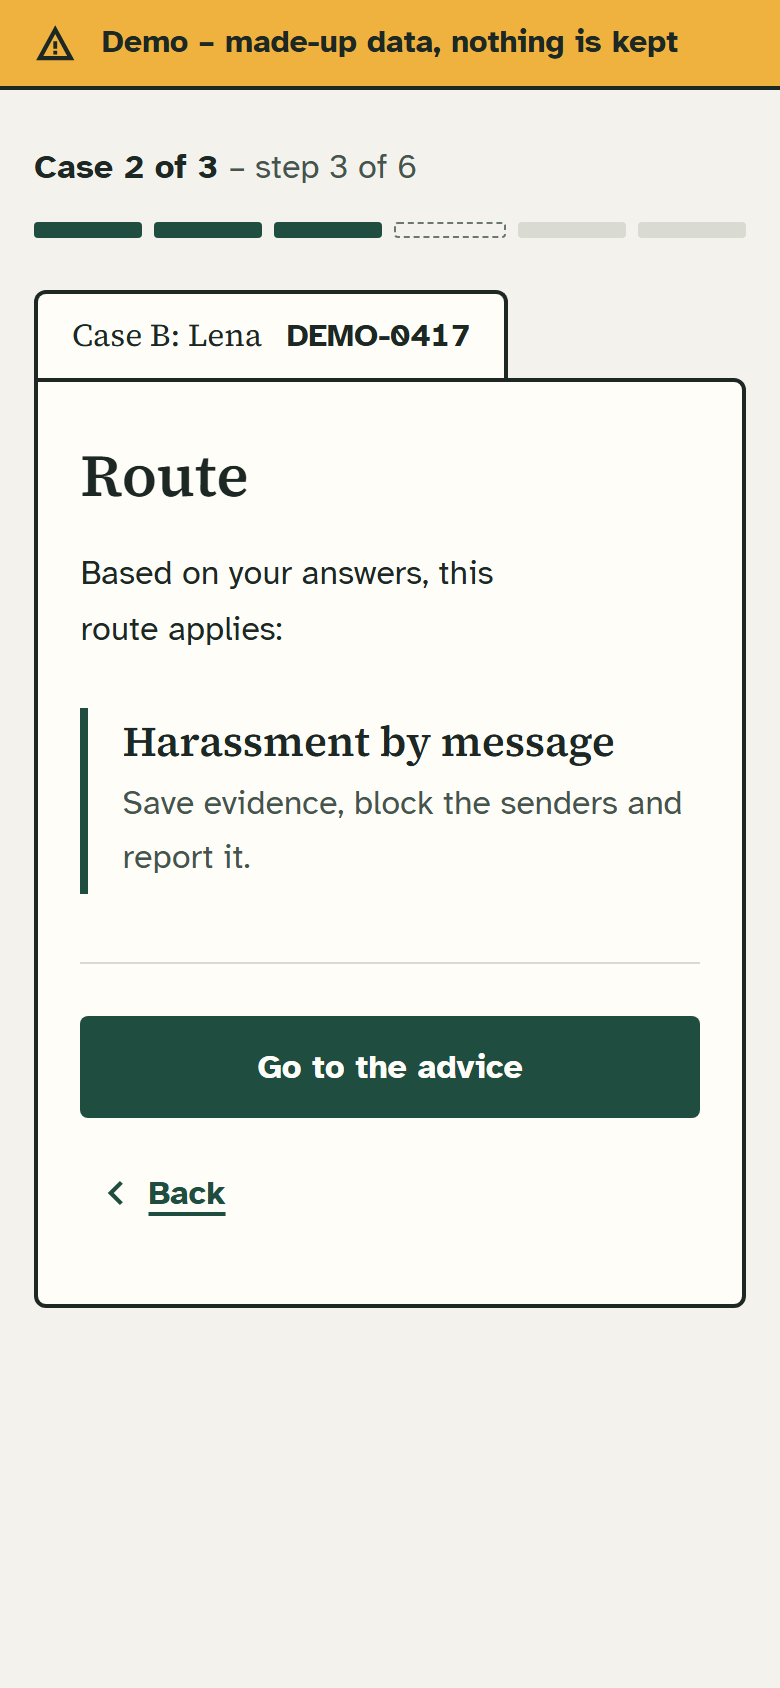 Demo – made-up data, nothing is kept
Case 2 of 3 – step 3 of 6
Case B: Lena DEMO-0417
Route
Based on your answers, this
route applies:
Harassment by message
Save evidence, block the senders and
report it.
Go to the advice
Back